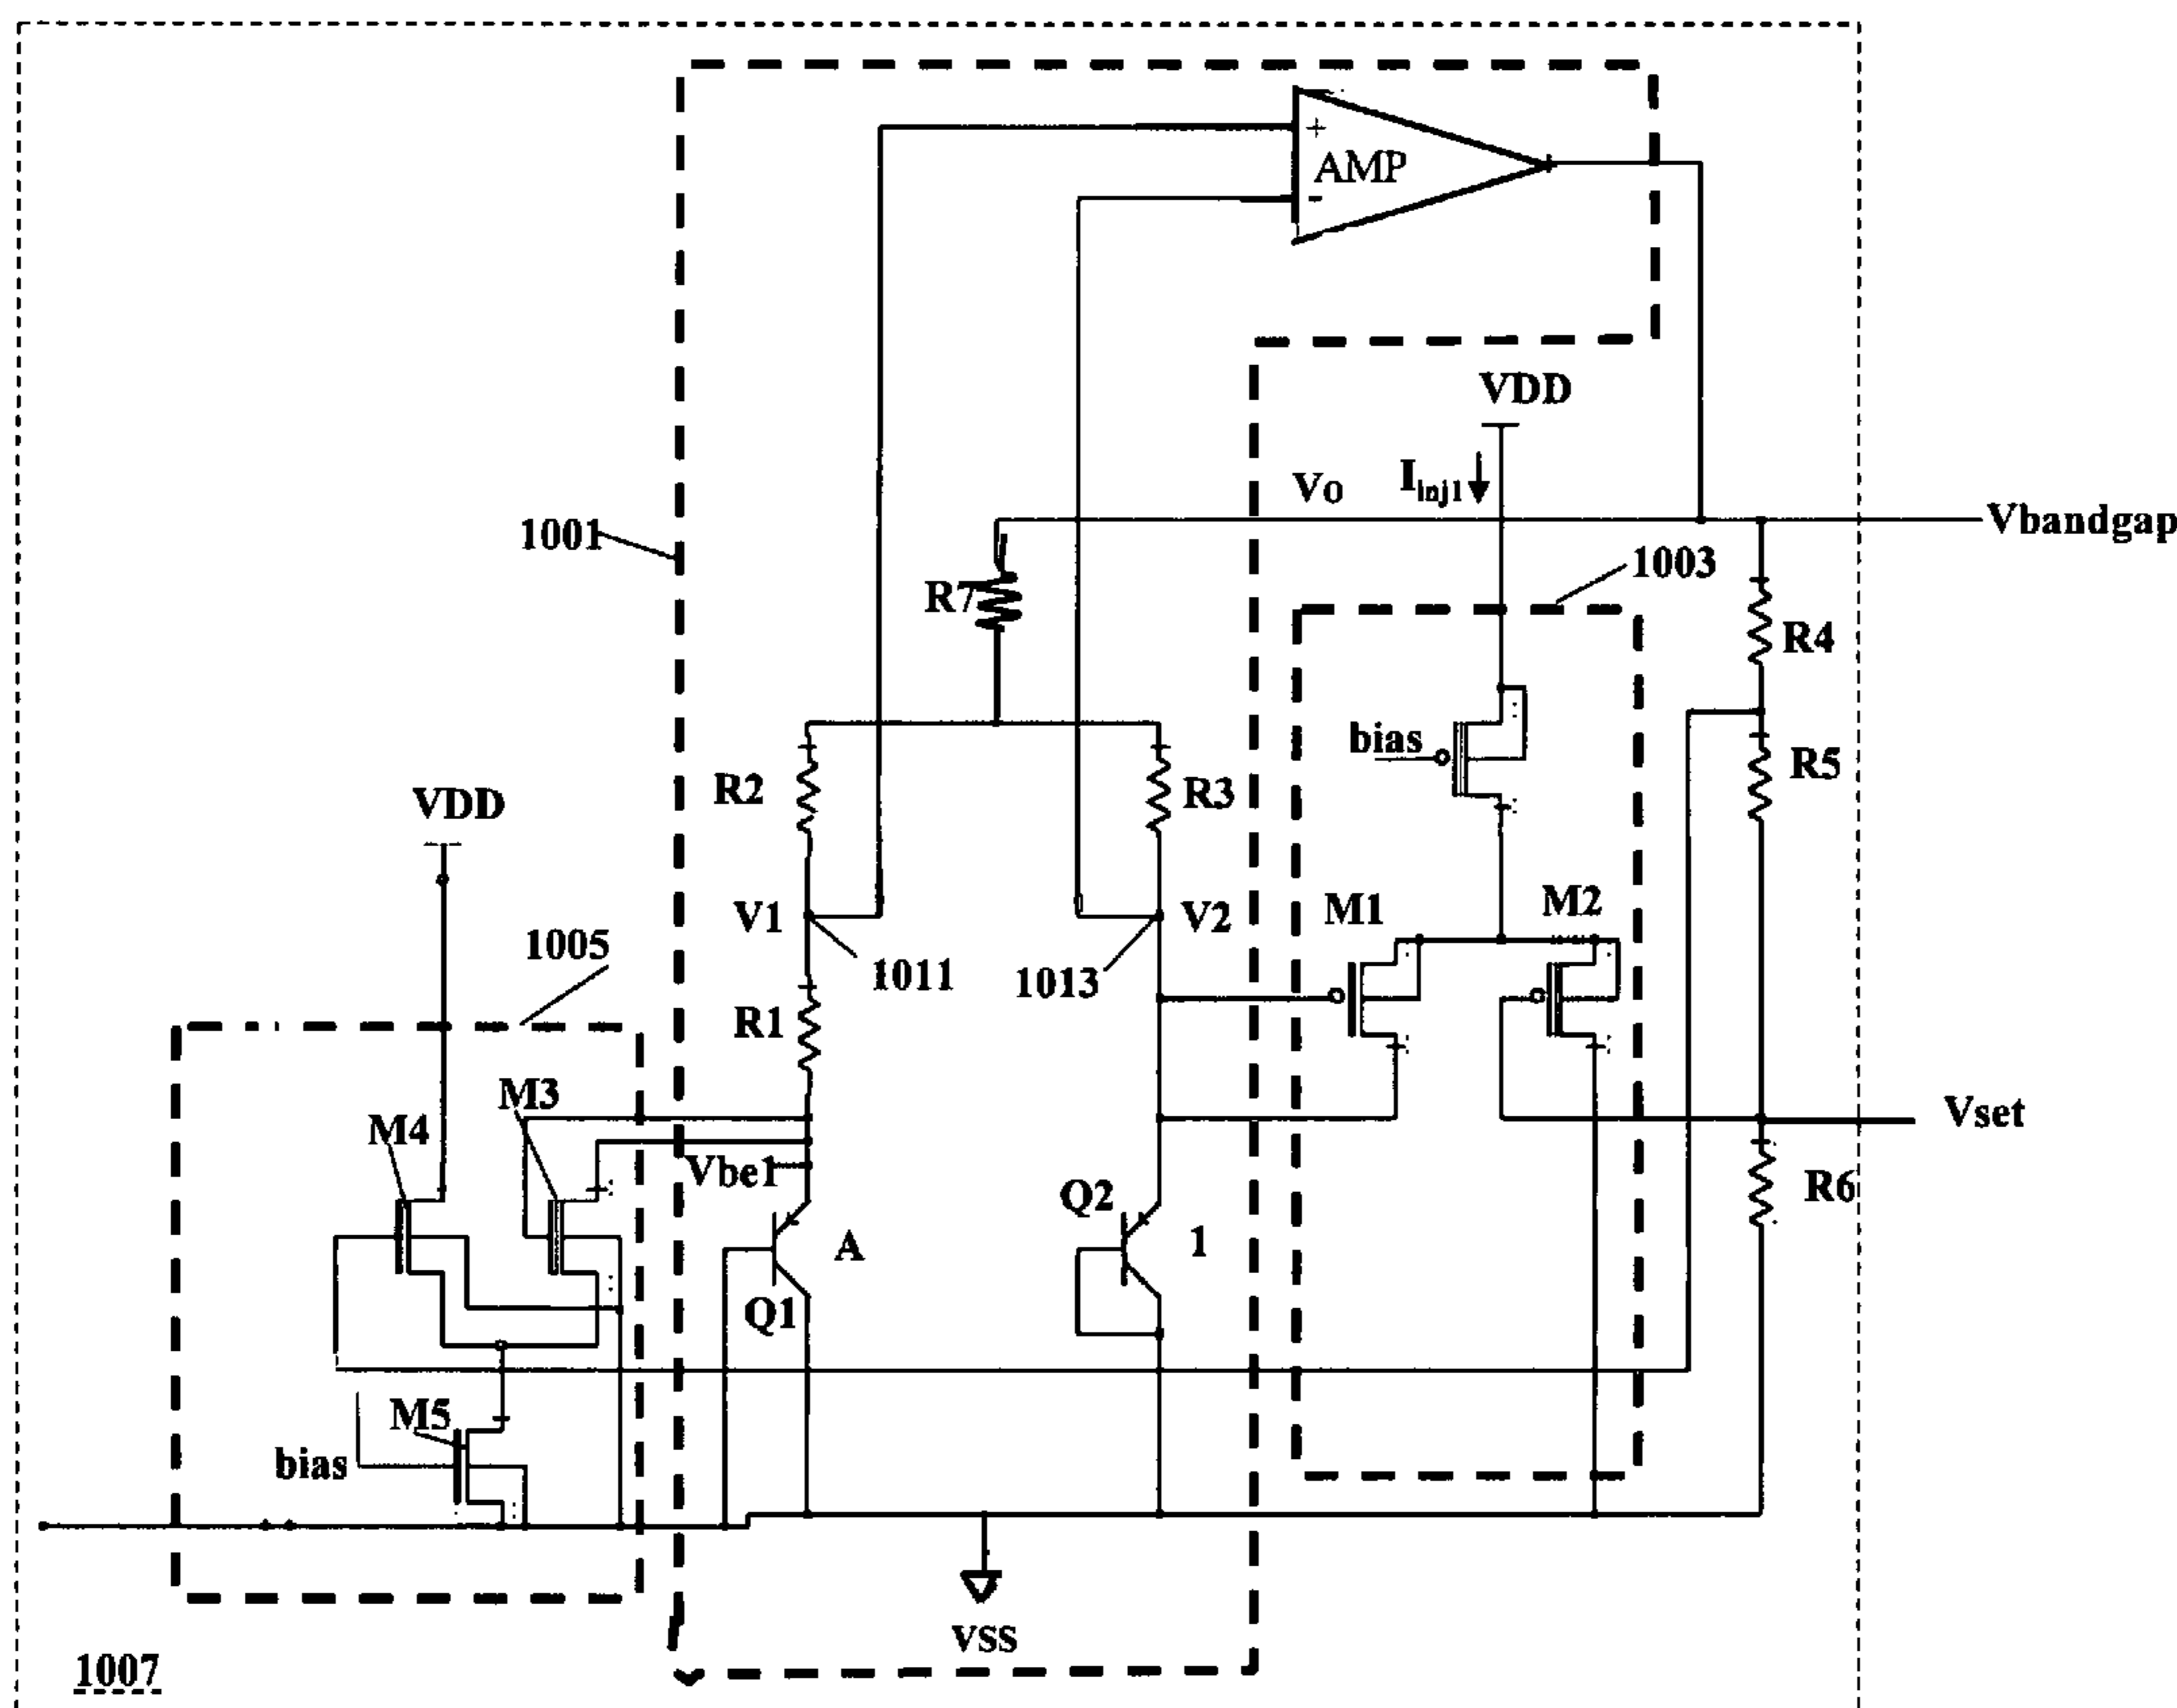 +
AMP
-
VDD
Vo
Iinj1
Vbandgap
1001
1003
R7
R4
bias
R5
R2
R3
VDD
V1
V2
M1
M2
1005
1011
1013
R1
M3
M4
Vbe1
Vset
Q2
R6
A
1
Q1
M5
bias
VSS
1007